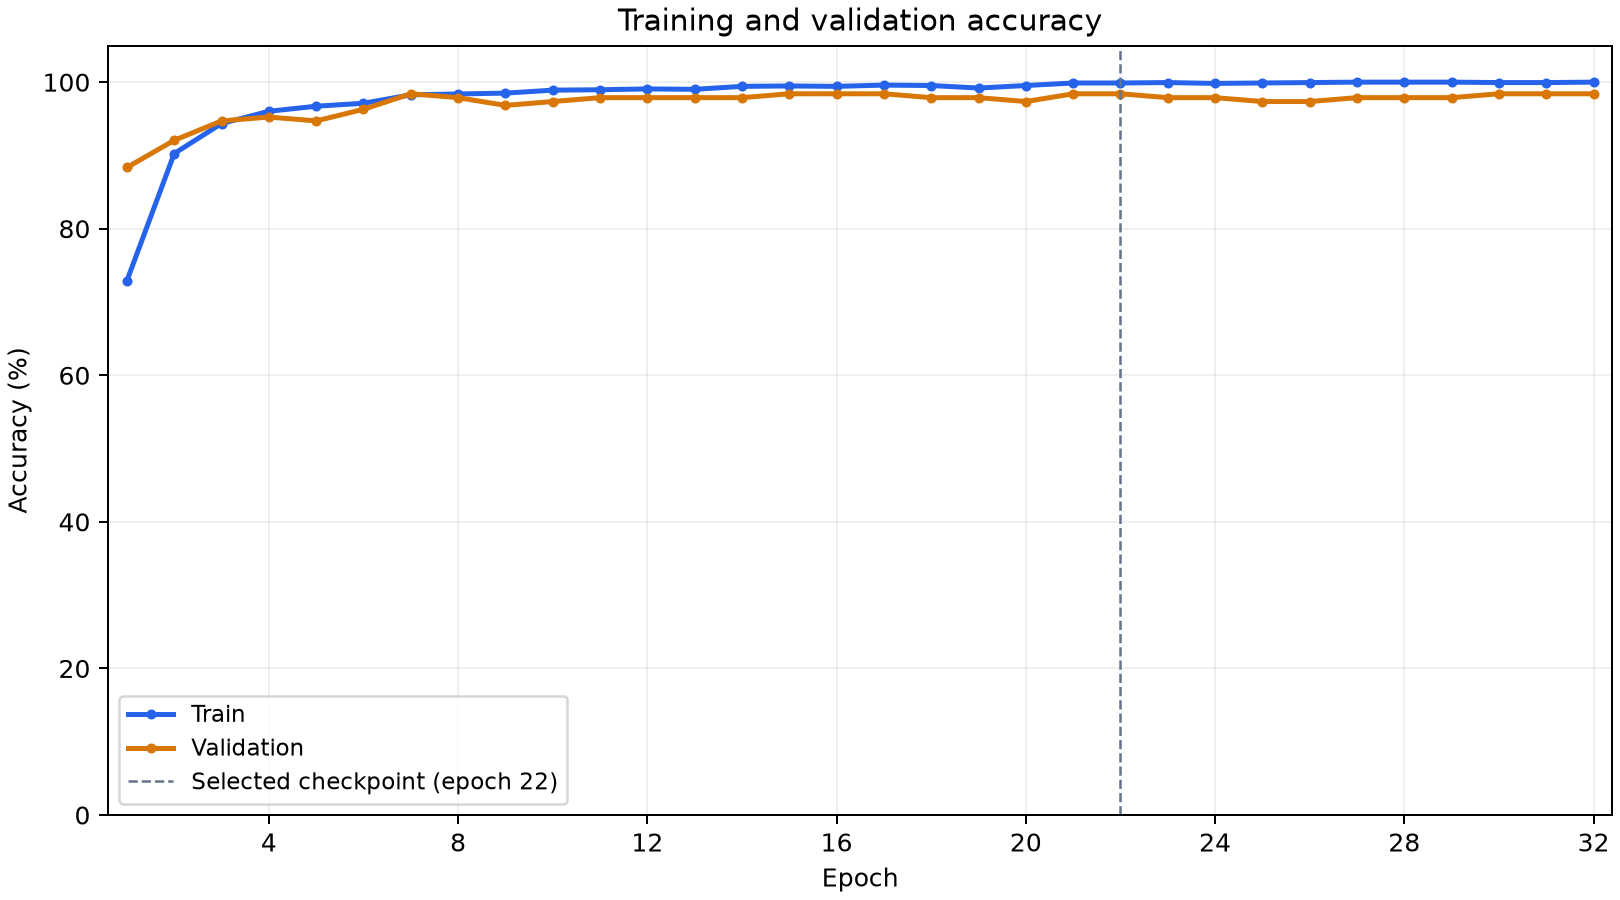 Training and validation accuracy
100
80
60
40
20
0
Accuracy (%)
Train
Validation
Selected checkpoint (epoch 22)
4 8 12 16 20 24 28 32
Epoch